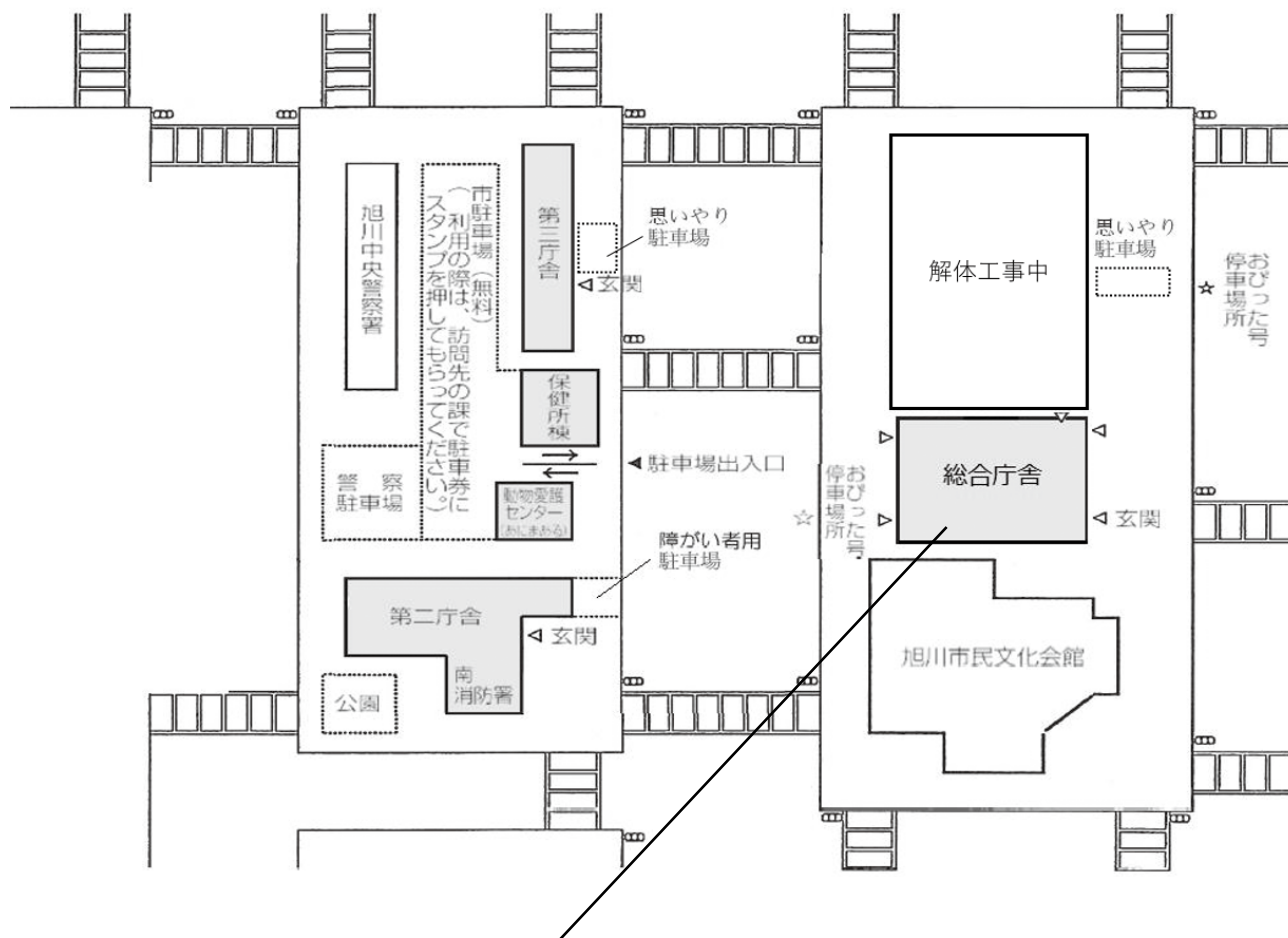 旭川中央警察署
市駐車場（無料）
（利用の際は、訪問先の課で駐車券に
スタンプを押してもらってください。）
第三庁舎
思いやり
駐車場
玄関
保健所棟
警察
駐車場
動物愛護
センター
(あにまある)
駐車場出入口
障がい者用
駐車場
第二庁舎
玄関
南
消防署
公園
解体工事中
思いやり
駐車場
おぴった号
停車場所
総合庁舎
玄関
おぴった号
停車場所
旭川市民文化会館